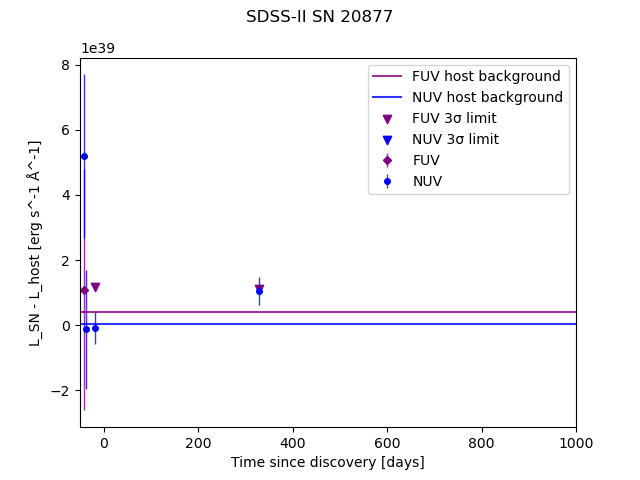 SDSS-II SN 20877
1e39
8
6
4
2
0
−2
L_SN - L_host [erg s^-1 Å^-1]
FUV host background
NUV host background
FUV 3σ limit
NUV 3σ limit
FUV
NUV
0 200 400 600 800 1000
Time since discovery [days]